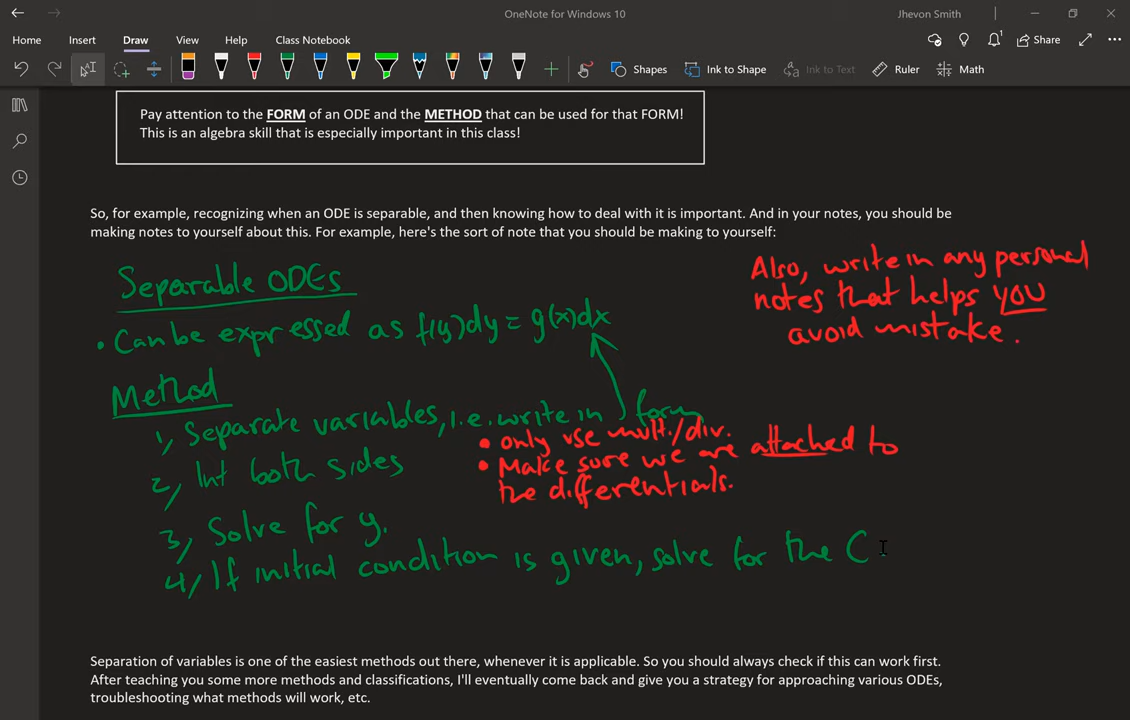 OneNote for Windows 10
Jhevon Smith
Home Insert Draw View Help Class Notebook
Share
Shapes Ink to Shape Ink to Text Ruler Math
Pay attention to the FORM of an ODE and the METHOD that can be used for that FORM!
This is an algebra skill that is especially important in this class!
So, for example, recognizing when an ODE is separable, and then knowing how to deal with it is important. And in your notes, you should be
making notes to yourself about this. For example, here's the sort of note that you should be making to yourself:
Also, write in any personal
notes that helps YOU
avoid mistake.
Separable ODEs
• Can be expressed as f(y)dy = g(x)dx
Method
1, Separate variables, i.e. write in form
• only use mult./div.
• Make sure we are attached to
the differentials.
2, Int both sides
3, Solve for y.
4, If initial condition is given, solve for the C
Separation of variables is one of the easiest methods out there, whenever it is applicable. So you should always check if this can work first.
After teaching you some more methods and classifications, I'll eventually come back and give you a strategy for approaching various ODEs,
troubleshooting what methods will work, etc.